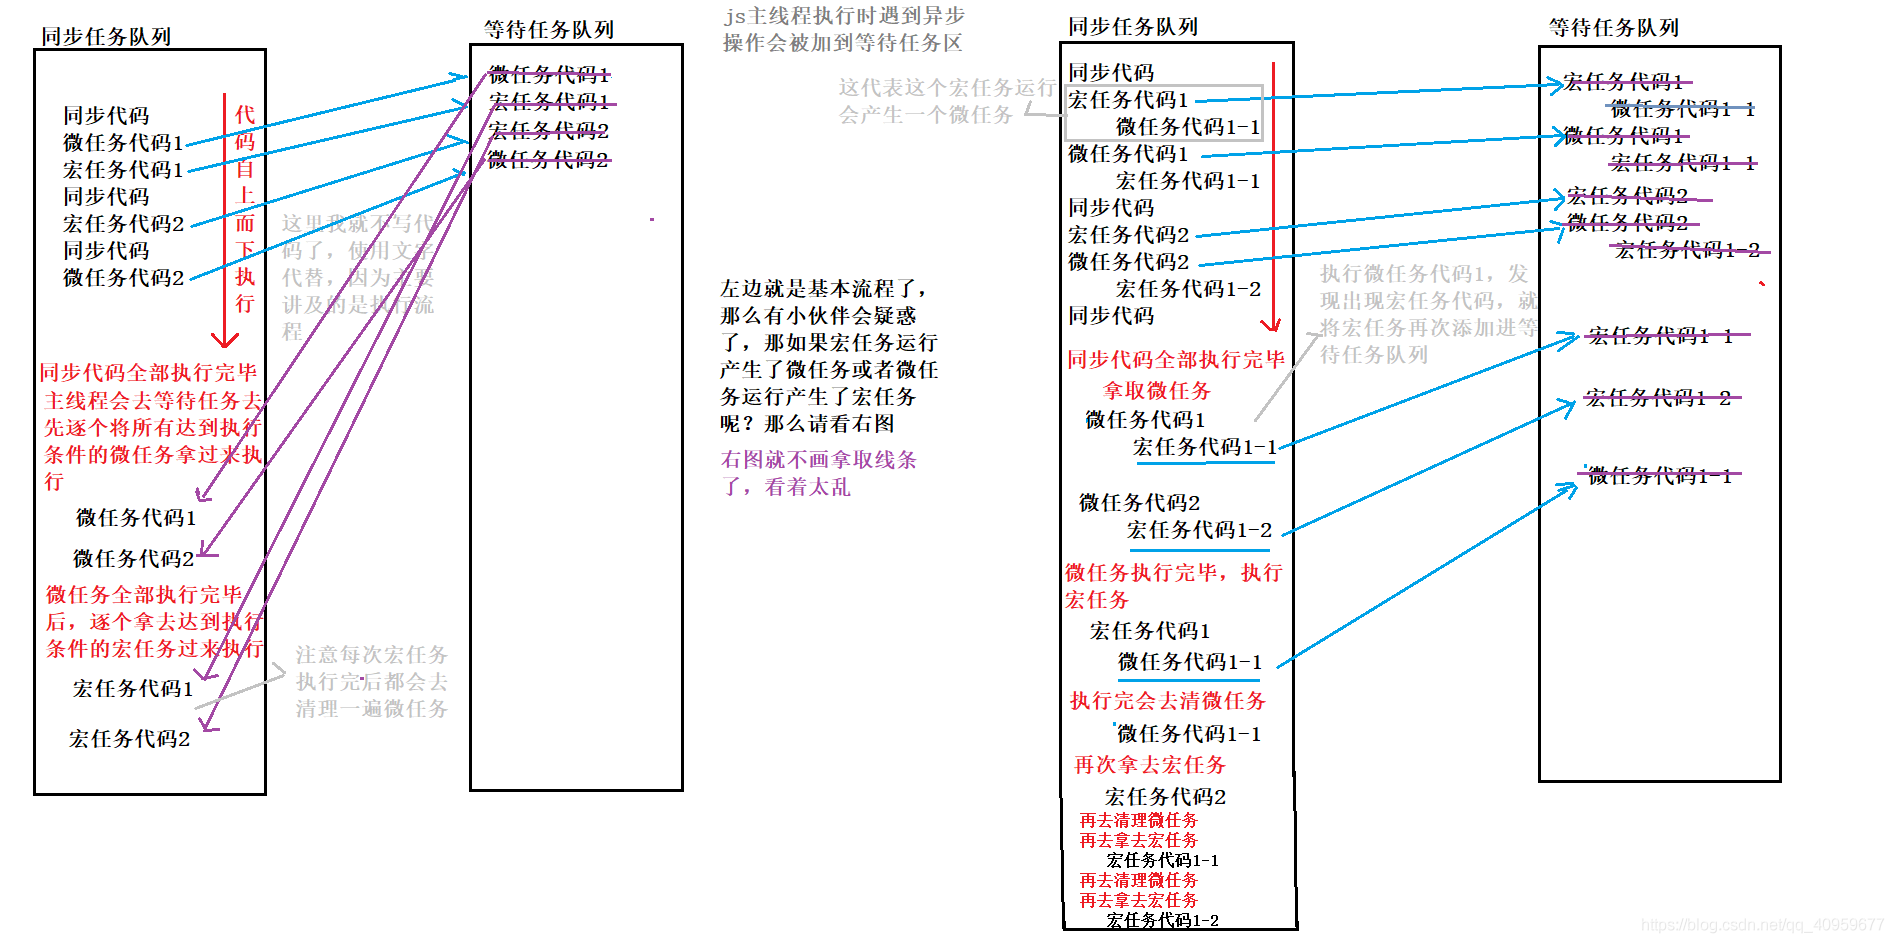 同步任务队列
同步代码
微任务代码1
宏任务代码1
同步代码
宏任务代码2
同步代码
微任务代码2
代码自上而下执行
同步代码全部执行完毕
主线程会去等待任务去
先逐个将所有达到执行
条件的微任务拿过来执
行
微任务代码1
微任务代码2
微任务全部执行完毕
后，逐个拿去达到执行
条件的宏任务过来执行
宏任务代码1
宏任务代码2
这里我就不写代
码了，使用文字
代替，因为主要
讲及的是执行流
程
注意每次宏任务
执行完后都会去
清理一遍微任务
等待任务队列
微任务代码1
宏任务代码1
宏任务代码2
微任务代码2
js主线程执行时遇到异步
操作会被加到等待任务区
这代表这个宏任务运行
会产生一个微任务
左边就是基本流程了，
那么有小伙伴会疑惑
了，那如果宏任务运行
产生了微任务或者微任
务运行产生了宏任务
呢？那么请看右图
右图就不画拿取线条
了，看着太乱
同步任务队列
同步代码
宏任务代码1
微任务代码1-1
微任务代码1
宏任务代码1-1
同步代码
宏任务代码2
微任务代码2
宏任务代码1-2
同步代码
同步代码全部执行完毕
拿取微任务
微任务代码1
宏任务代码1-1
微任务代码2
宏任务代码1-2
微任务执行完毕，执行
宏任务
宏任务代码1
微任务代码1-1
执行完会去清微任务
微任务代码1-1
再次拿去宏任务
宏任务代码2
再去清理微任务
再去拿去宏任务
宏任务代码1-1
再去清理微任务
再去拿去宏任务
宏任务代码1-2
执行微任务代码1，发
现出现宏任务代码，就
将宏任务再次添加进等
待任务队列
等待任务队列
宏任务代码1
微任务代码1-1
微任务代码1
宏任务代码1-1
宏任务代码2
微任务代码2
宏任务代码1-2
宏任务代码1-1
宏任务代码1-2
微任务代码1-1
https://blog.csdn.net/qq_40959677